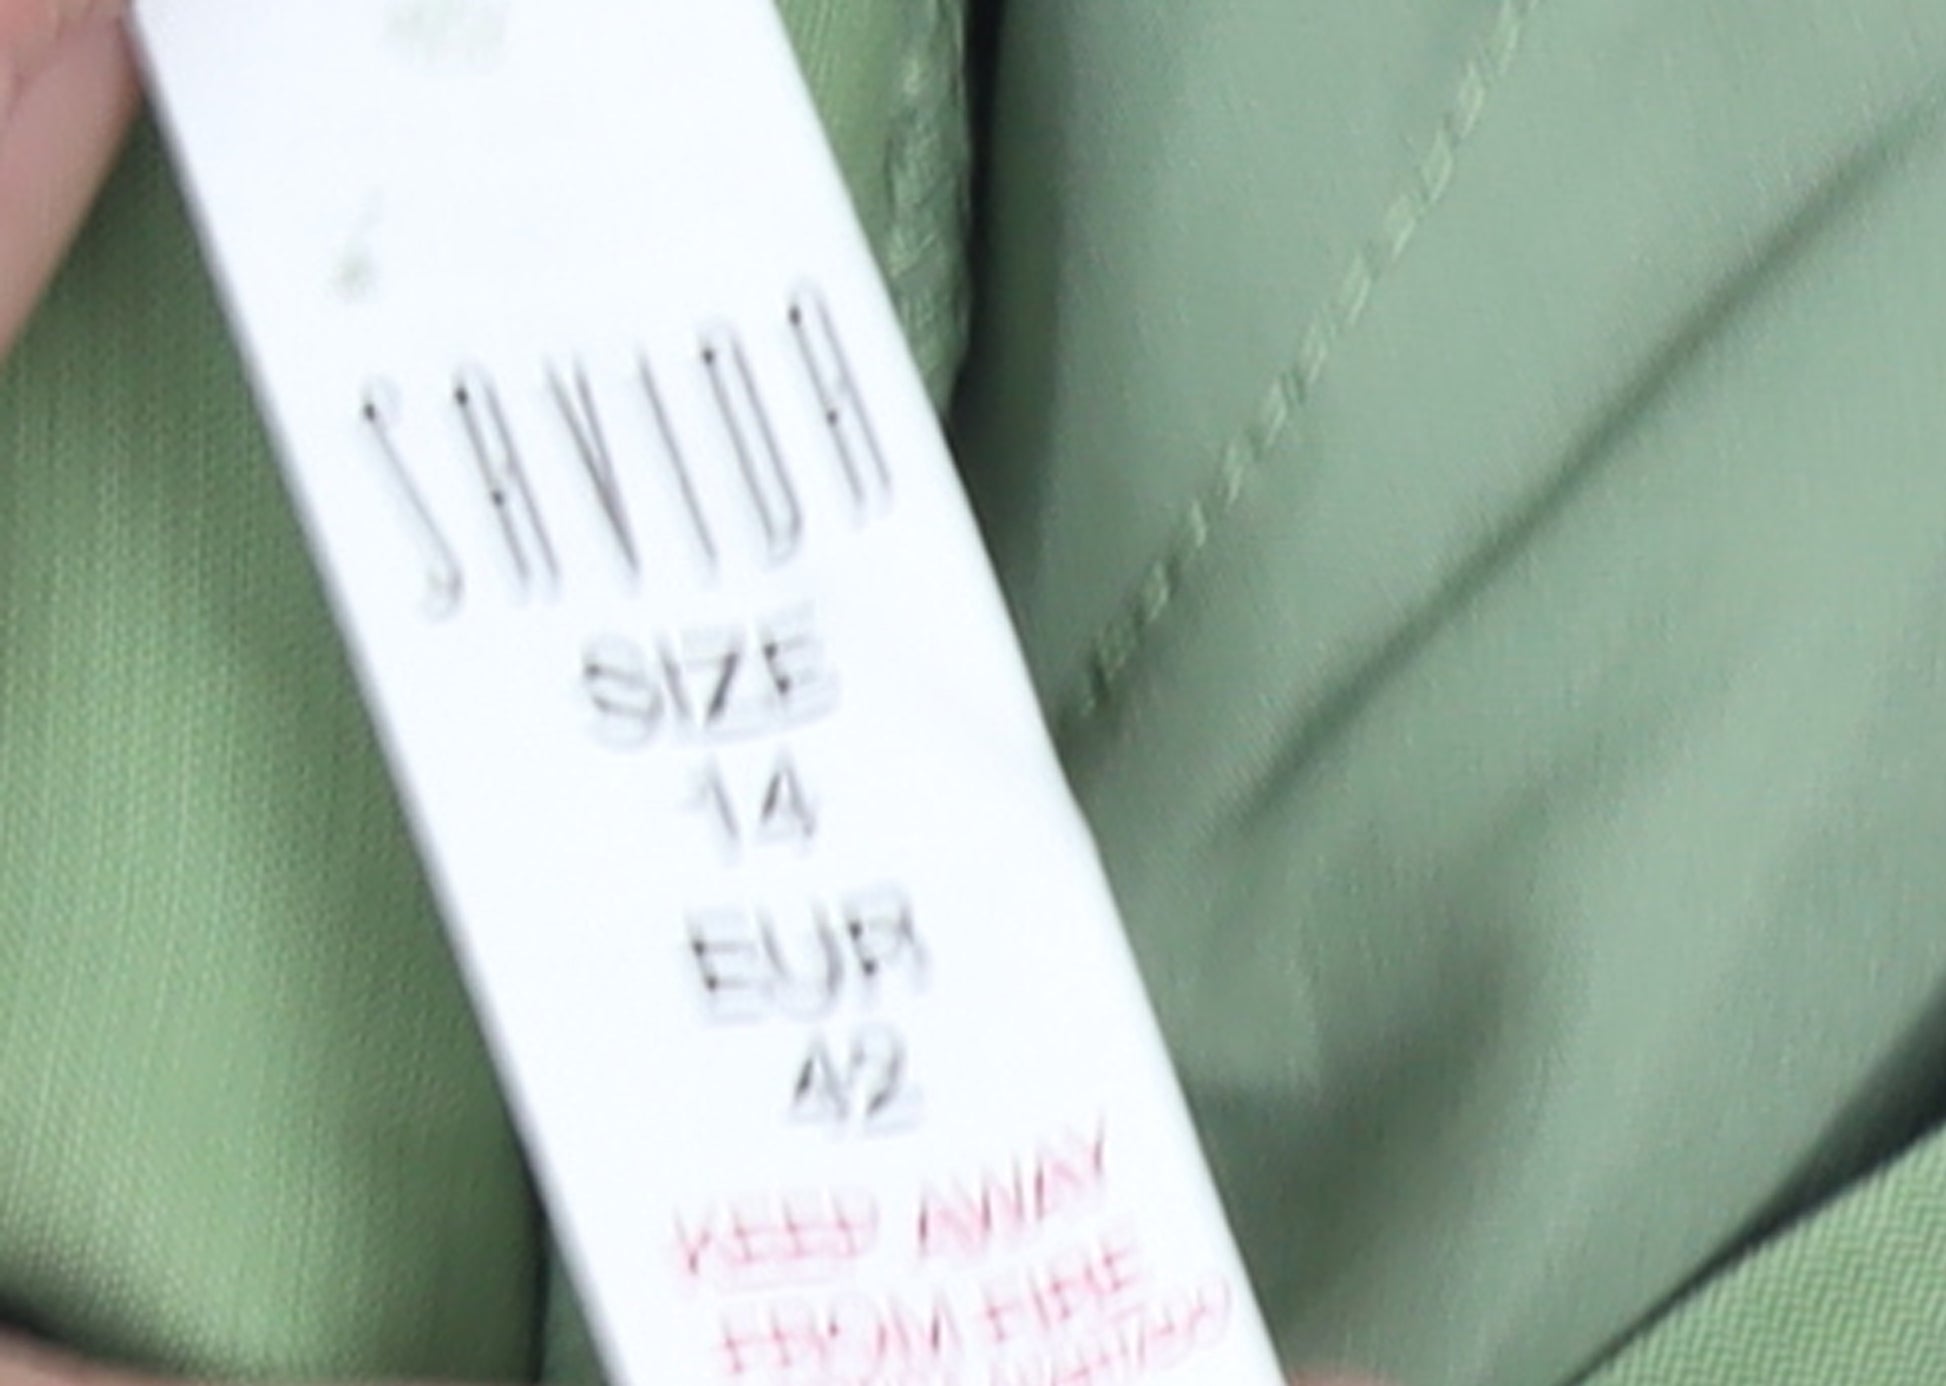 SAVIDA
SIZE
14
EUR
42
KEEP AWAY
FROM FIRE